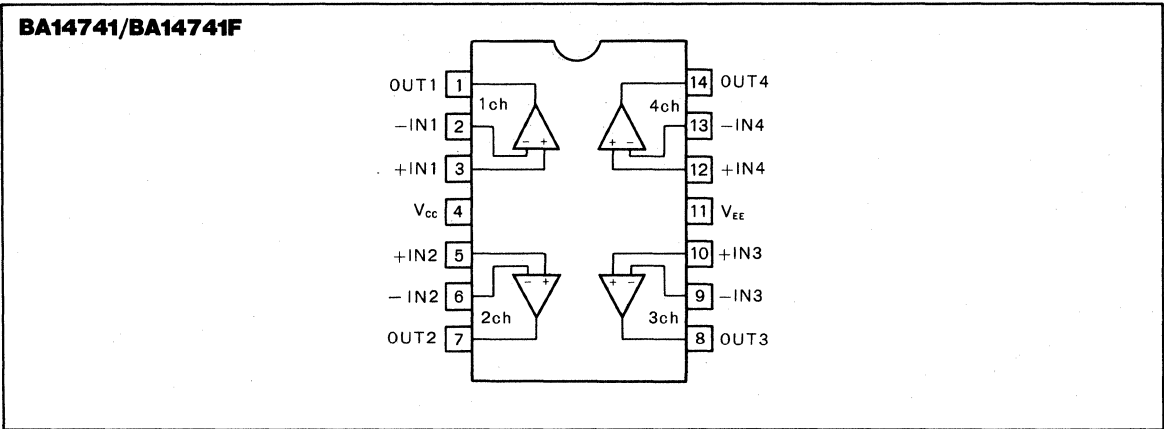 BA14741/BA14741F
OUT1 1 14 OUT4
1ch 4ch
−IN1 2 13 −IN4
− + + −
+IN1 3 12 +IN4
Vcc 4 11 VEE
+IN2 5 10 +IN3
− + + −
−IN2 6 9 −IN3
2ch 3ch
OUT2 7 8 OUT3